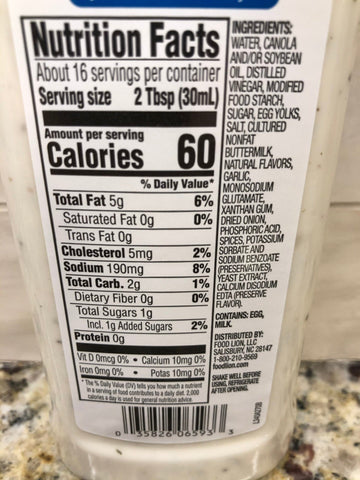 Nutrition Facts
About 16 servings per container
Serving size 2 Tbsp (30mL)
Amount per serving
Calories 60
% Daily Value*
Total Fat 5g 6%
Saturated Fat 0g 0%
Trans Fat 0g
Cholesterol 5mg 2%
Sodium 190mg 8%
Total Carb. 2g 1%
Dietary Fiber 0g 0%
Total Sugars 1g
Incl. 1g Added Sugars 2%
Protein 0g
Vit D 0mcg 0% • Calcium 10mg 0%
Iron 0mg 0% • Potas 10mg 0%
*The % Daily Value (DV) tells you how much a nutrient
in a serving of food contributes to a daily diet. 2,000
calories a day is used for general nutrition advice.
0 35826 06593 3
INGREDIENTS:
WATER, CANOLA
AND/OR SOYBEAN
OIL, DISTILLED
VINEGAR, MODIFIED
FOOD STARCH,
SUGAR, EGG YOLKS,
SALT, CULTURED
NONFAT
BUTTERMILK,
NATURAL FLAVORS,
GARLIC,
MONOSODIUM
GLUTAMATE,
XANTHAN GUM,
DRIED ONION,
PHOSPHORIC ACID,
SPICES, POTASSIUM
SORBATE AND
SODIUM BENZOATE
(PRESERVATIVES),
YEAST EXTRACT,
CALCIUM DISODIUM
EDTA (PRESERVE
FLAVOR).
CONTAINS: EGG,
MILK.
DISTRIBUTED BY:
FOOD LION, LLC
SALISBURY, NC 28147
1-800-210-9569
foodlion.com
SHAKE WELL BEFORE
USING, REFRIGERATE
AFTER OPENING.